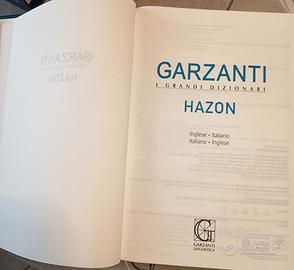 GARZANTI
I GRANDI DIZIONARI
HAZON
Inglese • Italiano
Italiano • Inglese
GARZANTI
LINGUISTICA